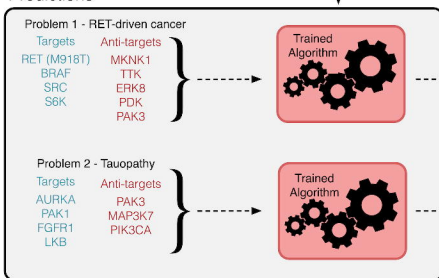 Problem 1 - RET-driven cancer
Targets Anti-targets
RET (M918T) MKNK1
BRAF TTK
SRC ERK8
S6K PDK
PAK3
Trained
Algorithm
Problem 2 - Tauopathy
Targets Anti-targets
AURKA PAK3
PAK1 MAP3K7
FGFR1 PIK3CA
LKB
Trained
Algorithm